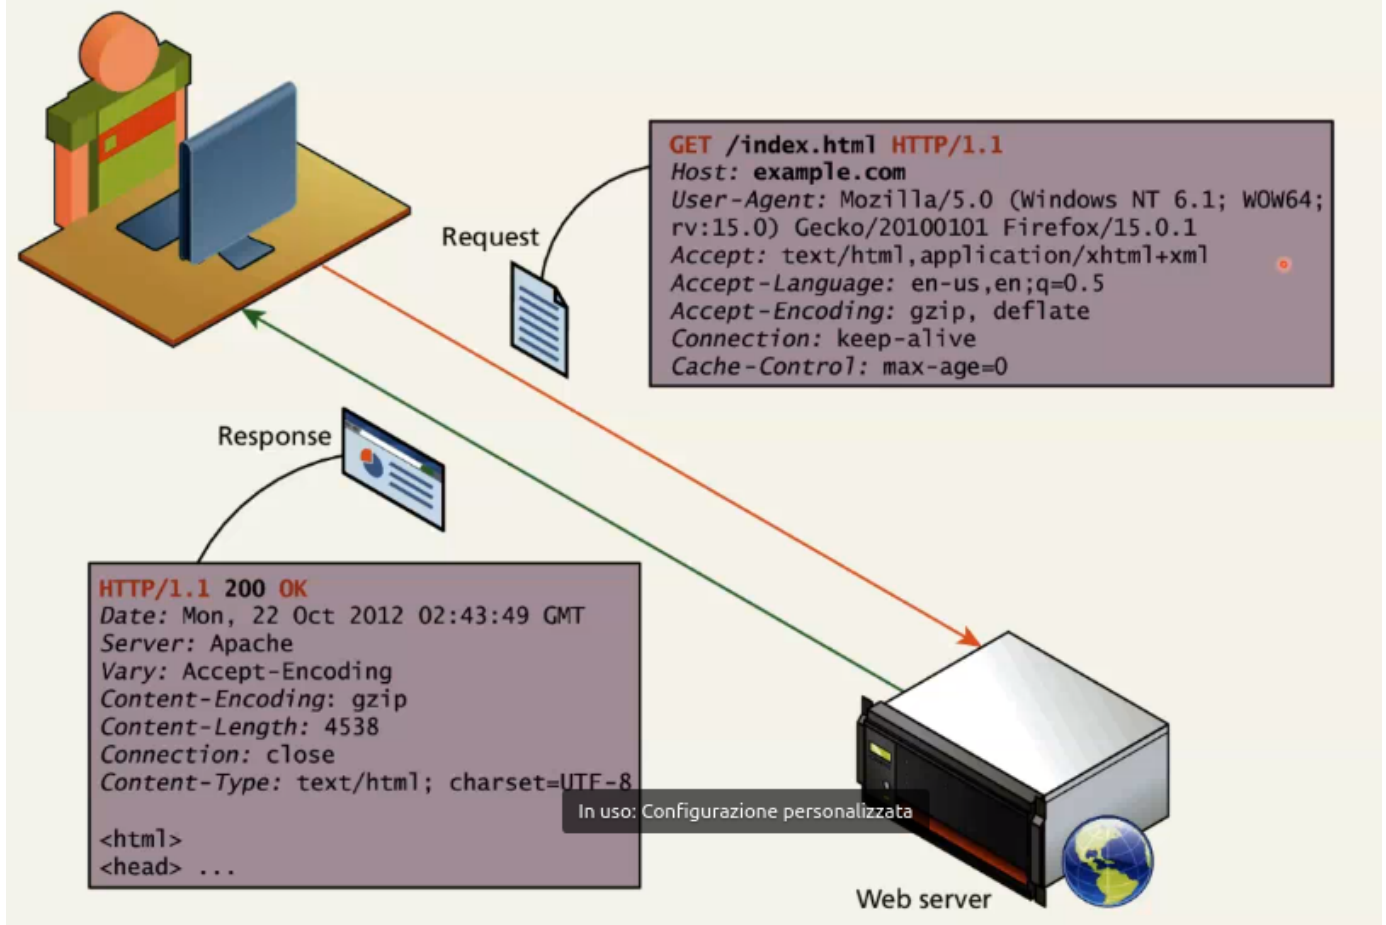 GET /index.html HTTP/1.1
Host: example.com
User-Agent: Mozilla/5.0 (Windows NT 6.1; WOW64;
rv:15.0) Gecko/20100101 Firefox/15.0.1
Accept: text/html,application/xhtml+xml
Accept-Language: en-us,en;q=0.5
Accept-Encoding: gzip, deflate
Connection: keep-alive
Cache-Control: max-age=0
Request
Response
HTTP/1.1 200 OK
Date: Mon, 22 Oct 2012 02:43:49 GMT
Server: Apache
Vary: Accept-Encoding
Content-Encoding: gzip
Content-Length: 4538
Connection: close
Content-Type: text/html; charset=UTF-8
<html>
<head> ...
In uso: Configurazione personalizzata
Web server